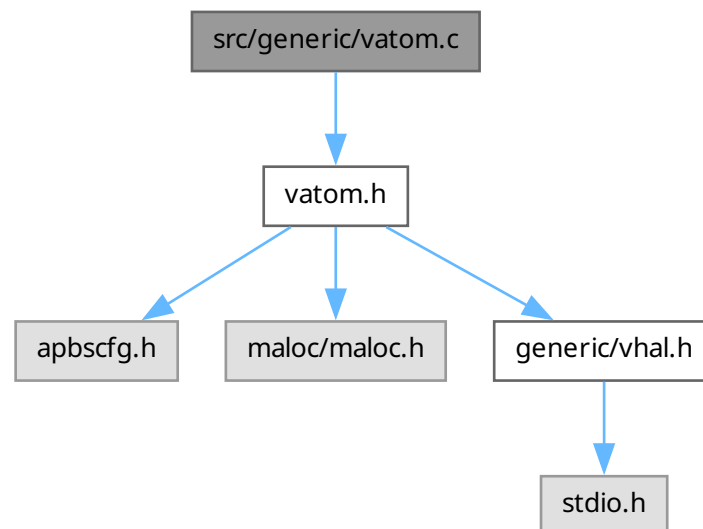 src/generic/vatom.c
vatom.h
apbscfg.h
maloc/maloc.h
generic/vhal.h
stdio.h